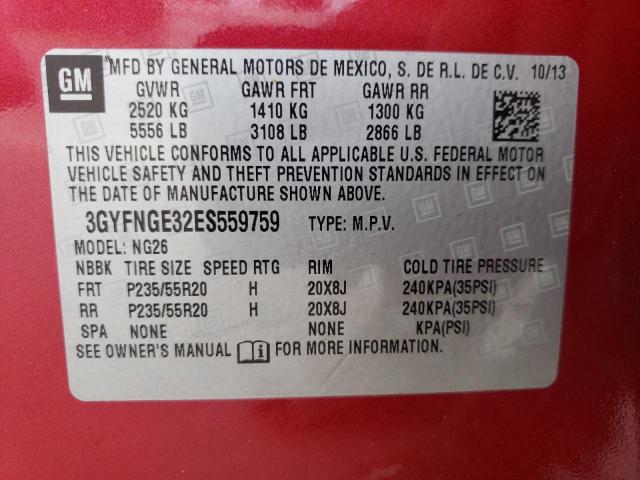 GM
*MFD BY GENERAL MOTORS DE MEXICO, S. DE R.L. DE C.V. 10/13
GVWR GAWR FRT GAWR RR
2520 KG 1410 KG 1300 KG
5556 LB 3108 LB 2866 LB
THIS VEHICLE CONFORMS TO ALL APPLICABLE U.S. FEDERAL MOTOR
VEHICLE SAFETY AND THEFT PREVENTION STANDARDS IN EFFECT ON
THE DATE OF MANUFACTURE SHOWN ABOVE.
3GYFNGE32ES559759 TYPE: M.P.V.
MODEL: NG26
NBBK TIRE SIZE SPEED RTG RIM COLD TIRE PRESSURE
FRT P235/55R20 H 20X8J 240KPA(35PSI)
RR P235/55R20 H 20X8J 240KPA(35PSI)
SPA NONE NONE KPA(PSI)
SEE OWNER'S MANUAL FOR MORE INFORMATION.